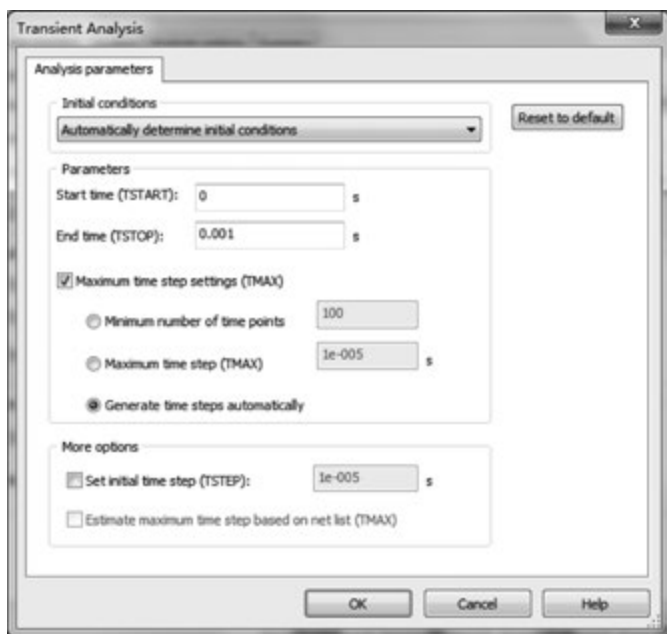 Transient Analysis
Analysis parameters
Initial conditions
Automatically determine initial conditions
Reset to default
Parameters
Start time (TSTART): 0 s
End time (TSTOP): 0.001 s
Maximum time step settings (TMAX)
Minimum number of time points 100
Maximum time step (TMAX) 1e-005 s
Generate time steps automatically
More options
Set initial time step (TSTEP): 1e-005 s
Estimate maximum time step based on net list (TMAX)
OK Cancel Help